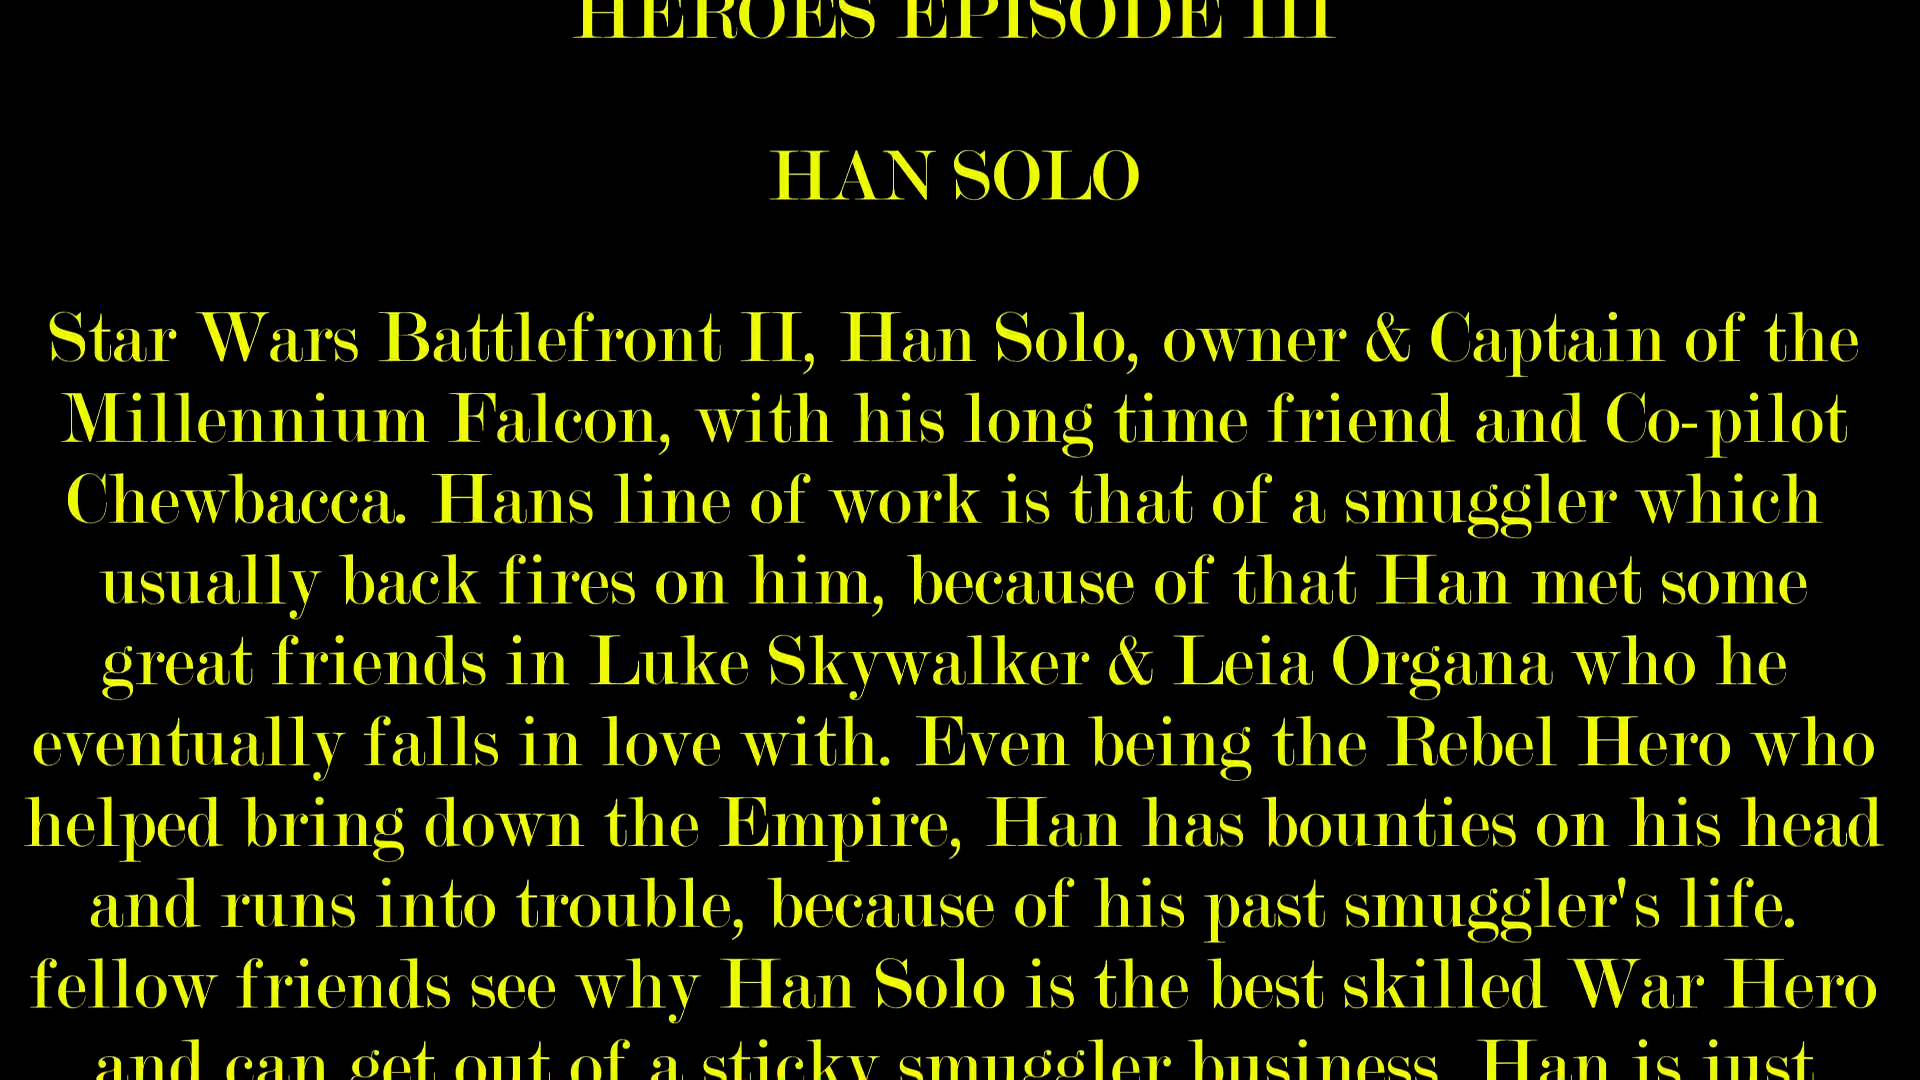 HEROES EPISODE III
HAN SOLO
Star Wars Battlefront II, Han Solo, owner & Captain of the
Millennium Falcon, with his long time friend and Co-pilot
Chewbacca. Hans line of work is that of a smuggler which
usually back fires on him, because of that Han met some
great friends in Luke Skywalker & Leia Organa who he
eventually falls in love with. Even being the Rebel Hero who
helped bring down the Empire, Han has bounties on his head
and runs into trouble, because of his past smuggler's life.
fellow friends see why Han Solo is the best skilled War Hero
and can get out of a sticky smuggler business. Han is just